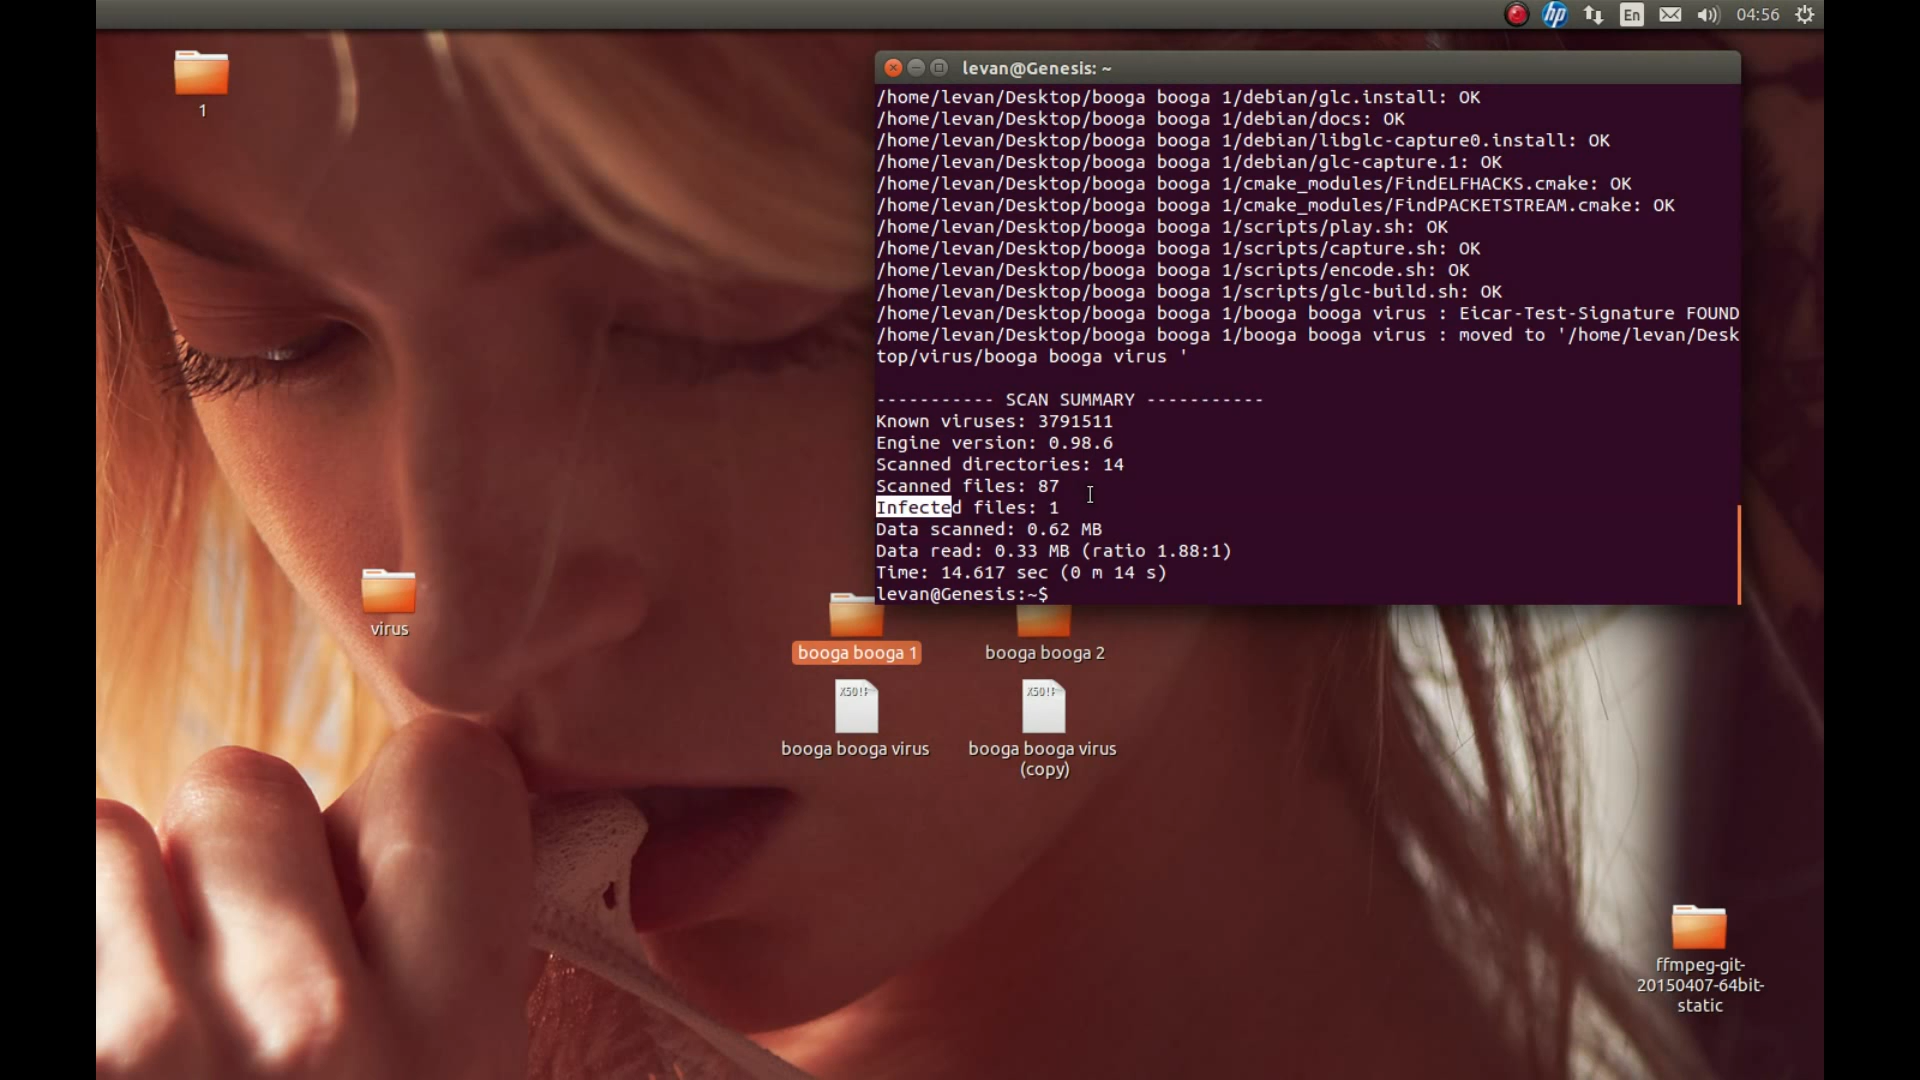 hp
En
04:56
1
levan@Genesis: ~
/home/levan/Desktop/booga booga 1/debian/glc.install: OK
/home/levan/Desktop/booga booga 1/debian/docs: OK
/home/levan/Desktop/booga booga 1/debian/libglc-capture0.install: OK
/home/levan/Desktop/booga booga 1/debian/glc-capture.1: OK
/home/levan/Desktop/booga booga 1/cmake_modules/FindELFHACKS.cmake: OK
/home/levan/Desktop/booga booga 1/cmake_modules/FindPACKETSTREAM.cmake: OK
/home/levan/Desktop/booga booga 1/scripts/play.sh: OK
/home/levan/Desktop/booga booga 1/scripts/capture.sh: OK
/home/levan/Desktop/booga booga 1/scripts/encode.sh: OK
/home/levan/Desktop/booga booga 1/scripts/glc-build.sh: OK
/home/levan/Desktop/booga booga 1/booga booga virus : Eicar-Test-Signature FOUND
/home/levan/Desktop/booga booga 1/booga booga virus : moved to '/home/levan/Desk
top/virus/booga booga virus '
----------- SCAN SUMMARY -----------
Known viruses: 3791511
Engine version: 0.98.6
Scanned directories: 14
Scanned files: 87
Infected files: 1
Data scanned: 0.62 MB
Data read: 0.33 MB (ratio 1.88:1)
Time: 14.617 sec (0 m 14 s)
levan@Genesis:~$
virus
booga booga 1
booga booga 2
booga booga virus
booga booga virus
(copy)
ffmpeg-git-
20150407-64bit-
static